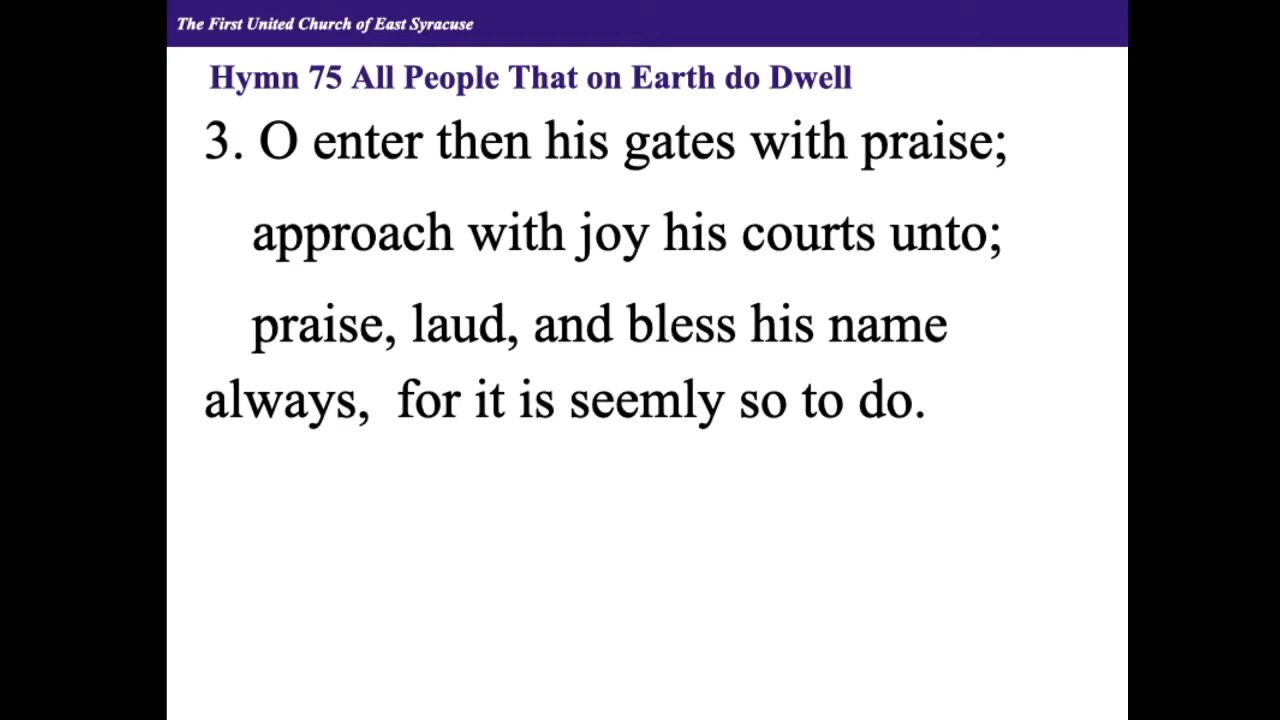 The First United Church of East Syracuse
Hymn 75 All People That on Earth do Dwell
3. O enter then his gates with praise;
approach with joy his courts unto;
praise, laud, and bless his name
always,  for it is seemly so to do.